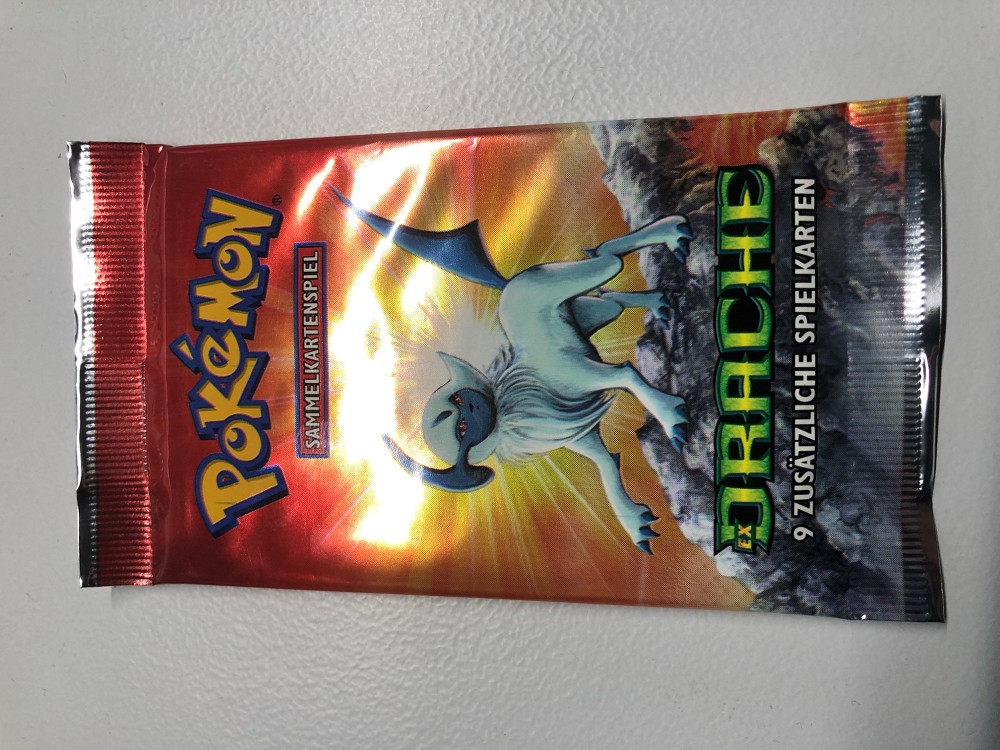 POKéMON®
SAMMELKARTENSPIEL
EX DRACHE
9 ZUSÄTZLICHE SPIELKARTEN